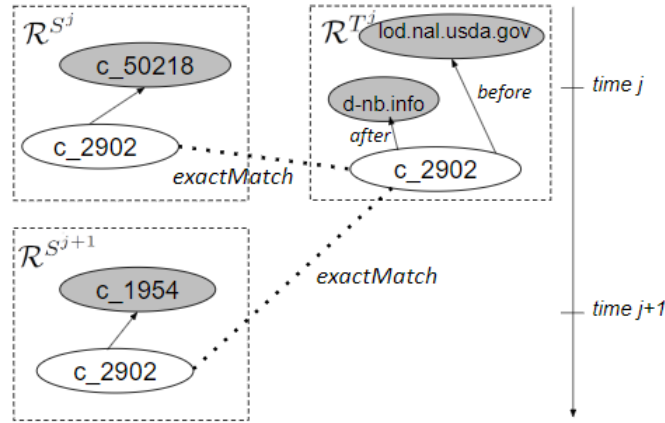 R^{S^j}
c_50218
c_2902
exactMatch
R^{T^j}
lod.nal.usda.gov
d-nb.info
before
after
c_2902
time j
R^{S^{j+1}}
c_1954
c_2902
exactMatch
time j+1